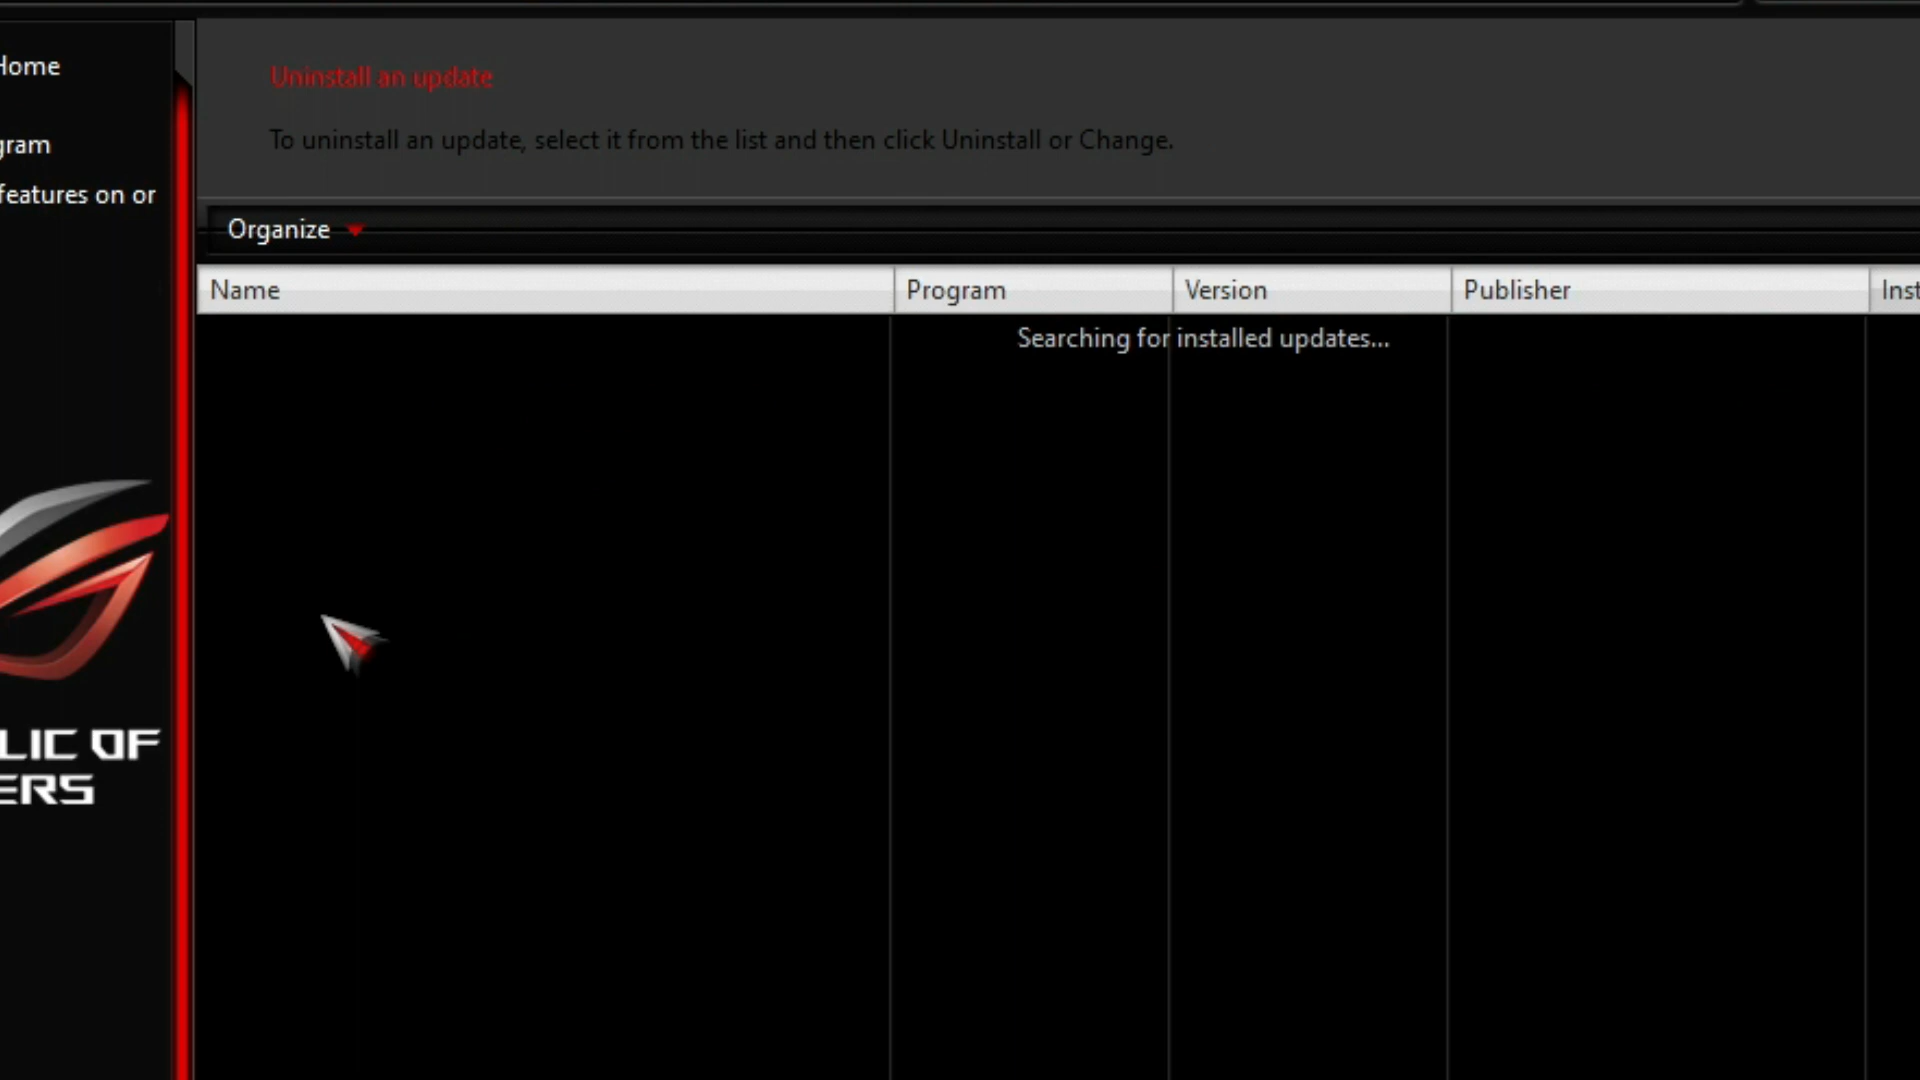 Home
gram
features on or
LIC OF
ERS
Uninstall an update
To uninstall an update, select it from the list and then click Uninstall or Change.
Organize
Name Program Version Publisher Inst
Searching for installed updates...